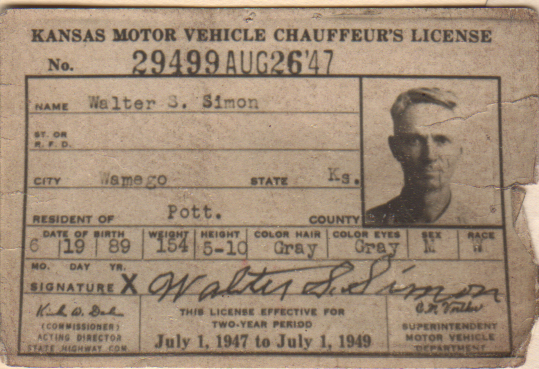 KANSAS MOTOR VEHICLE CHAUFFEUR'S LICENSE
No. 29499 AUG 26 '47
NAME Walter S. Simon
ST. OR
R. F. D.
CITY Wamego STATE Ks.
RESIDENT OF Pott. COUNTY
DATE OF BIRTH WEIGHT HEIGHT COLOR HAIR COLOR EYES SEX RACE
6 19 89 154 5-10 Gray Gray M W
MO. DAY YR.
SIGNATURE X Walter S. Simon
THIS LICENSE EFFECTIVE FOR
(COMMISSIONER) TWO-YEAR PERIOD SUPERINTENDENT
ACTING DIRECTOR July 1, 1947 to July 1, 1949 MOTOR VEHICLE
STATE HIGHWAY COM. DEPARTMENT